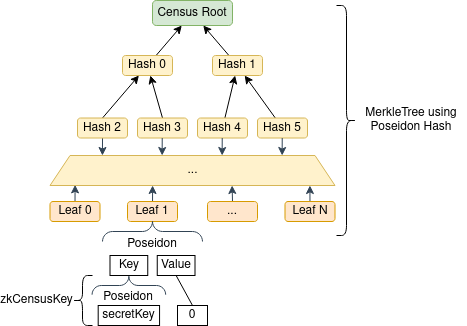 Census Root
Hash 0
Hash 1
MerkleTree using
Poseidon Hash
Hash 2
Hash 3
Hash 4
Hash 5
...
Leaf 0
Leaf 1
...
Leaf N
Poseidon
Key
Value
zkCensusKey
Poseidon
secretKey
0